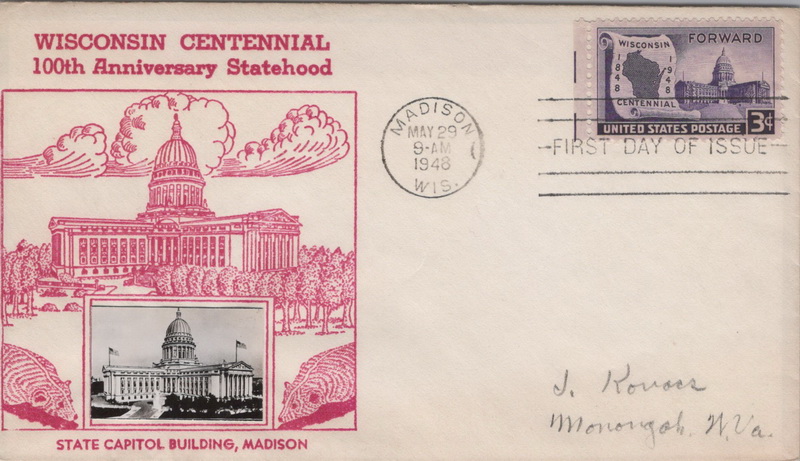 WISCONSIN CENTENNIAL
100th Anniversary Statehood
STATE CAPITOL BUILDING, MADISON
MADISON
MAY 29
9-AM
1948
WIS.
WISCONSIN
1848
1948
CENTENNIAL
FORWARD
UNITED STATES POSTAGE 3¢
FIRST DAY OF ISSUE
J. Kovacs
Monongah, W. Va.